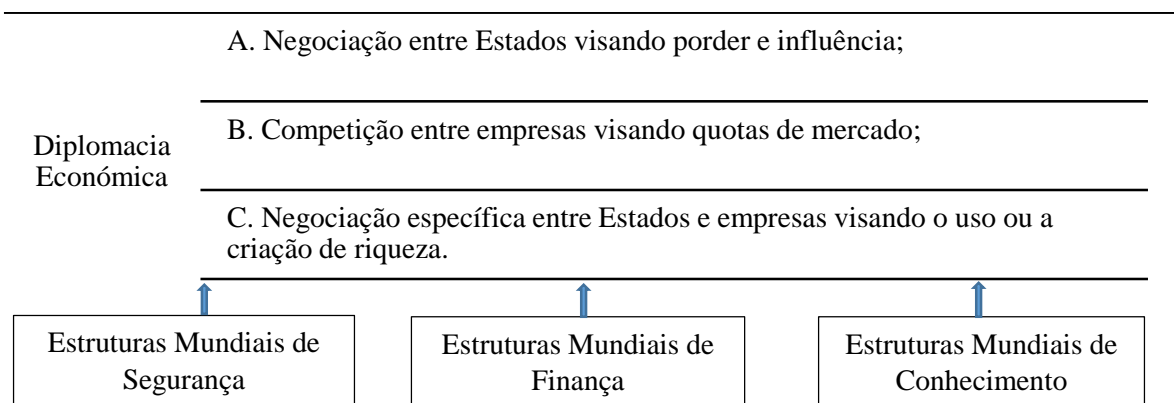 A. Negociação entre Estados visando porder e influência;
B. Competição entre empresas visando quotas de mercado;
Diplomacia
Económica
C. Negociação específica entre Estados e empresas visando o uso ou a
criação de riqueza.
Estruturas Mundiais de
Segurança
Estruturas Mundiais de
Finança
Estruturas Mundiais de
Conhecimento